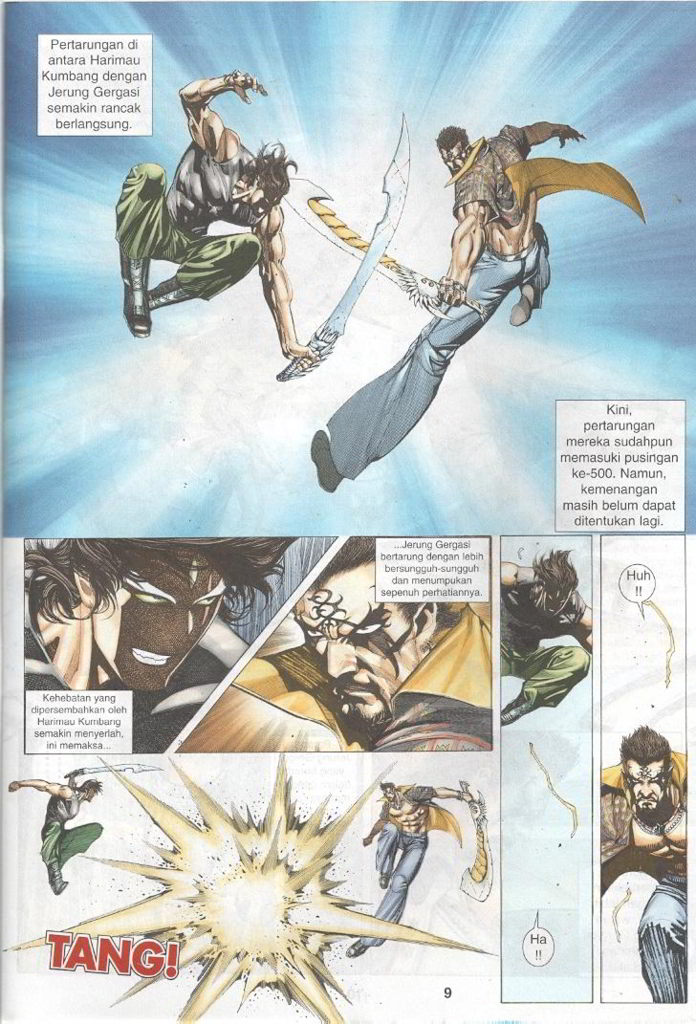 Pertarungan di
antara Harimau
Kumbang dengan
Jerung Gergasi
semakin rancak
berlangsung.
Kini,
pertarungan
mereka sudahpun
memasuki pusingan
ke-500. Namun,
kemenangan
masih belum dapat
ditentukan lagi.
Kehebatan yang
dipersembahkan oleh
Harimau Kumbang
semakin menyerlah,
ini memaksa...
...Jerung Gergasi
bertarung dengan lebih
bersungguh-sungguh
dan menumpukan
sepenuh perhatiannya.
TANG!
Ha
!!
Huh
!!
9